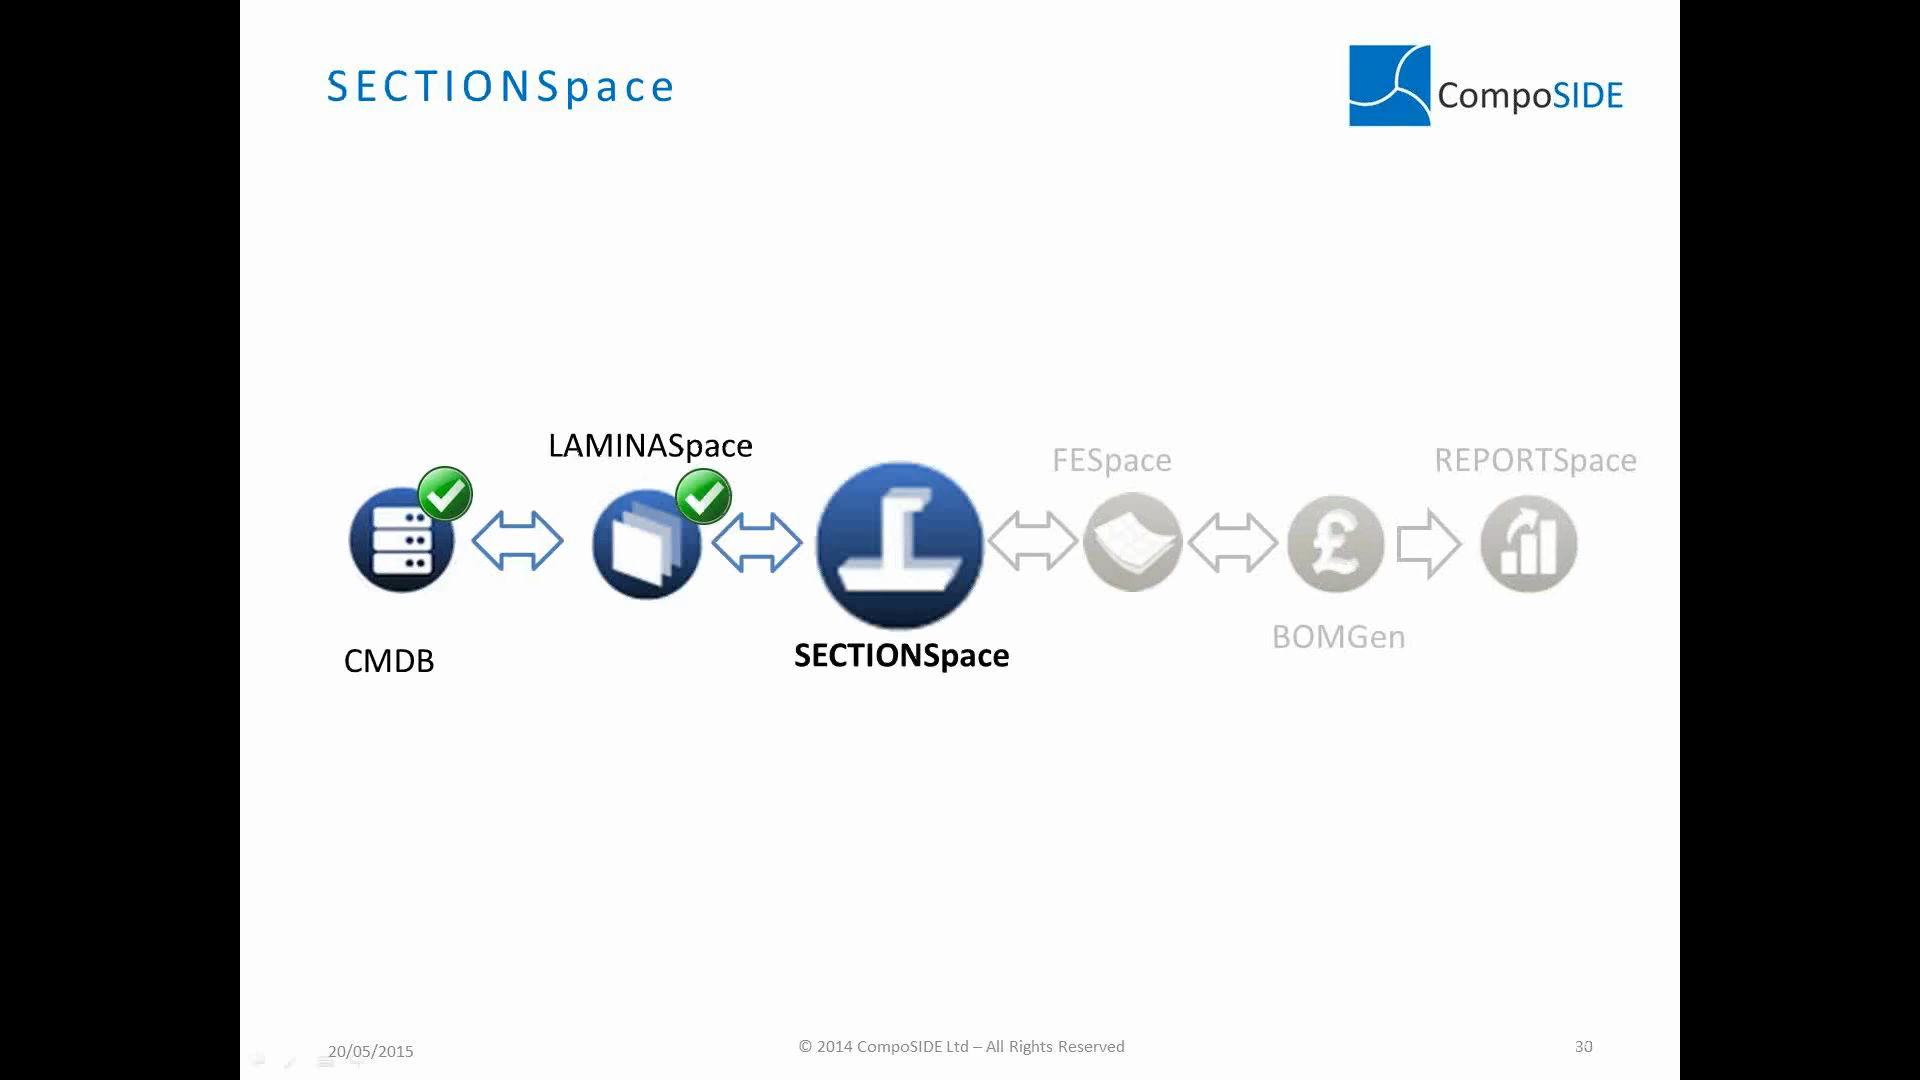 SECTIONSpace
CompoSIDE
LAMINASpace
FESpace
REPORTSpace
£
CMDB
SECTIONSpace
BOMGen
20/05/2015
© 2014 CompoSIDE Ltd – All Rights Reserved
30